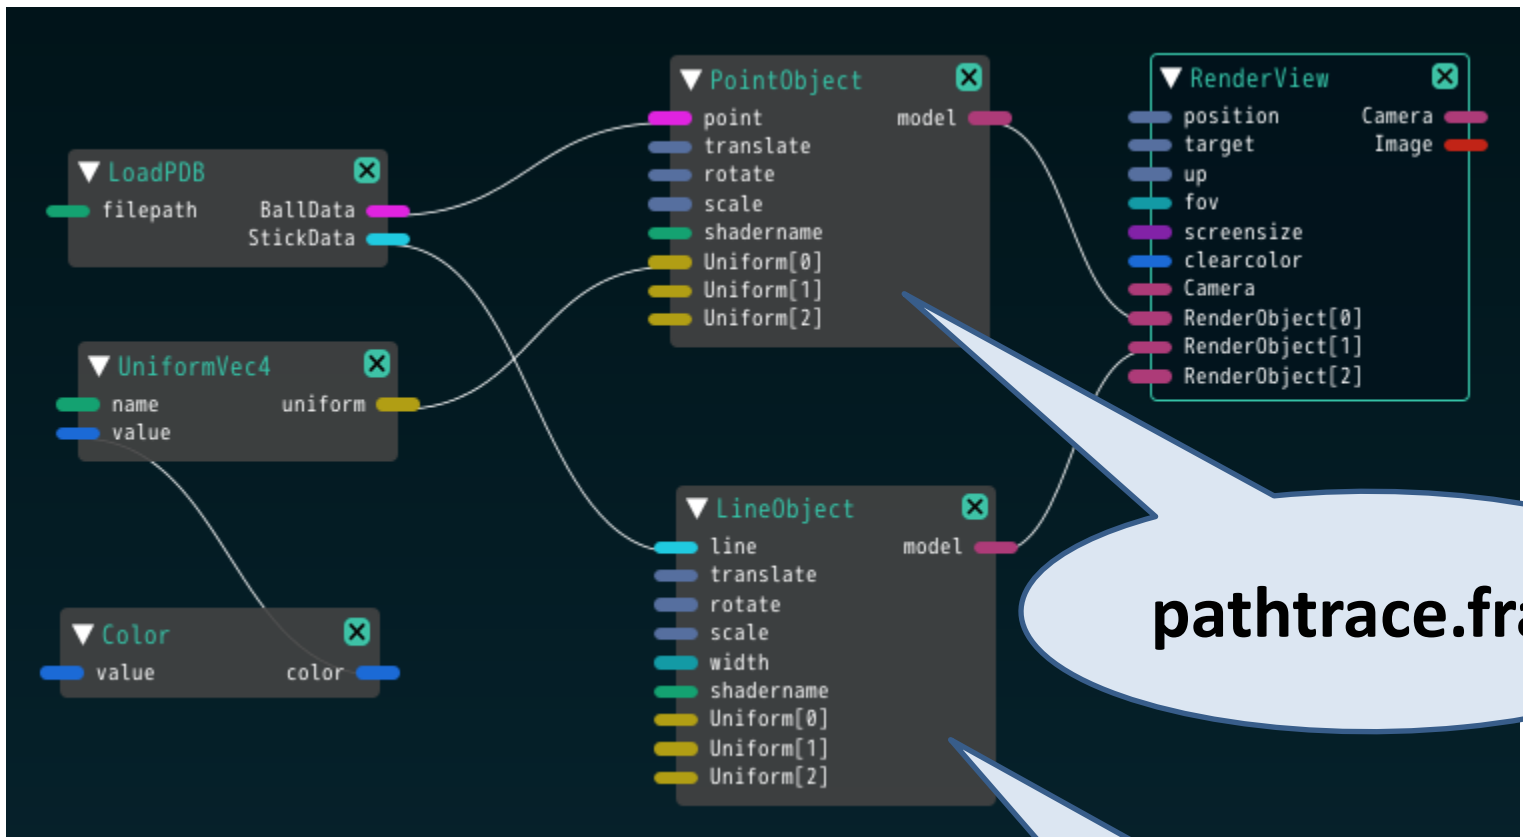 LoadPDB
filepath
BallData
StickData
UniformVec4
name
uniform
value
Color
value
color
PointObject
point
model
translate
rotate
scale
shadername
Uniform[0]
Uniform[1]
Uniform[2]
LineObject
line
model
translate
rotate
scale
width
shadername
Uniform[0]
Uniform[1]
Uniform[2]
RenderView
position
Camera
target
Image
up
fov
screensize
clearcolor
Camera
RenderObject[0]
RenderObject[1]
RenderObject[2]
pathtrace.fra